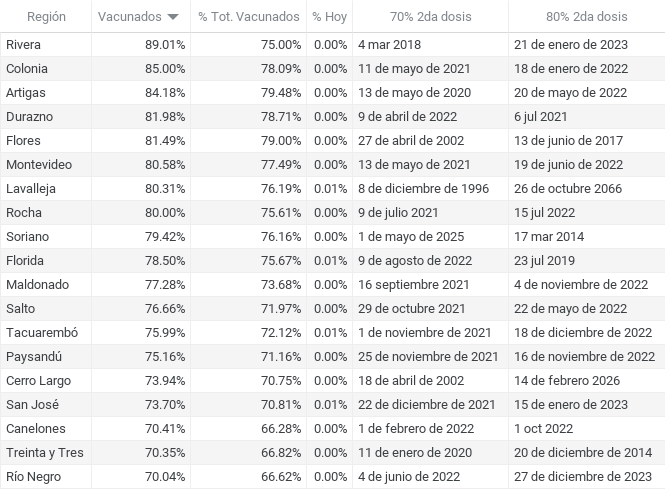 Región Vacunados % Tot. Vacunados % Hoy 70% 2da dosis 80% 2da dosis
Rivera 89.01% 75.00% 0.00% 4 mar 2018 21 de enero de 2023
Colonia 85.00% 78.09% 0.00% 11 de mayo de 2021 18 de enero de 2022
Artigas 84.18% 79.48% 0.00% 13 de mayo de 2020 20 de mayo de 2022
Durazno 81.98% 78.71% 0.00% 9 de abril de 2022 6 jul 2021
Flores 81.49% 79.00% 0.00% 27 de abril de 2002 13 de junio de 2017
Montevideo 80.58% 77.49% 0.00% 13 de mayo de 2021 19 de junio de 2022
Lavalleja 80.31% 76.19% 0.01% 8 de diciembre de 1996 26 de octubre 2066
Rocha 80.00% 75.61% 0.00% 9 de julio 2021 15 jul 2022
Soriano 79.42% 76.16% 0.00% 1 de mayo de 2025 17 mar 2014
Florida 78.50% 75.67% 0.01% 9 de agosto de 2022 23 jul 2019
Maldonado 77.28% 73.68% 0.00% 16 septiembre 2021 4 de noviembre de 2022
Salto 76.66% 71.97% 0.00% 29 de octubre 2021 22 de mayo de 2022
Tacuarembó 75.99% 72.12% 0.01% 1 de noviembre de 2021 18 de diciembre de 2022
Paysandú 75.16% 71.16% 0.00% 25 de noviembre de 2021 16 de noviembre de 2022
Cerro Largo 73.94% 70.75% 0.00% 18 de abril de 2002 14 de febrero 2026
San José 73.70% 70.81% 0.01% 22 de diciembre de 2021 15 de enero de 2023
Canelones 70.41% 66.28% 0.00% 1 de febrero de 2022 1 oct 2022
Treinta y Tres 70.35% 66.82% 0.00% 11 de enero de 2020 20 de diciembre de 2014
Río Negro 70.04% 66.62% 0.00% 4 de junio de 2022 27 de diciembre de 2023